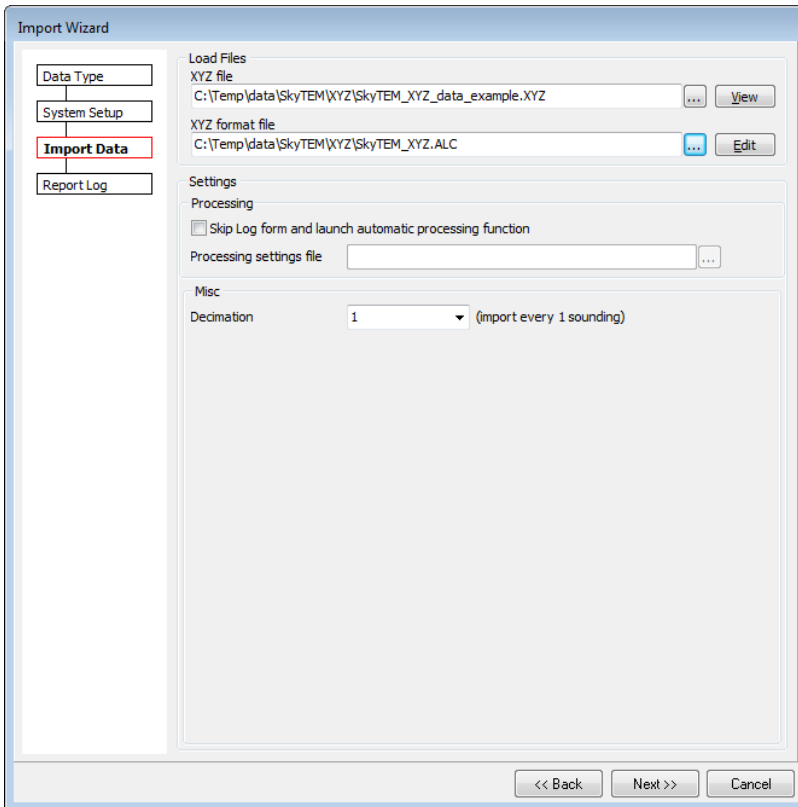 Import Wizard
Data Type
System Setup
Import Data
Report Log
Load Files
XYZ file
C:\Temp\data\SkyTEM\XYZ\SkyTEM_XYZ_data_example.XYZ
... View
XYZ format file
C:\Temp\data\SkyTEM\XYZ\SkyTEM_XYZ.ALC
... Edit
Settings
Processing
Skip Log form and launch automatic processing function
Processing settings file ...
Misc
Decimation 1 (import every 1 sounding)
<< Back Next >> Cancel